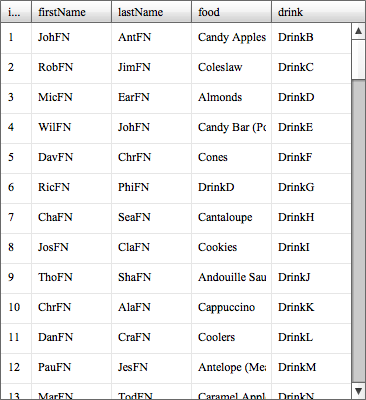 i... firstName lastName food drink
1 JohFN AntFN Candy Apples DrinkB
2 RobFN JimFN Coleslaw DrinkC
3 MicFN EarFN Almonds DrinkD
4 WilFN JohFN Candy Bar (Po DrinkE
5 DavFN ChrFN Cones DrinkF
6 RicFN PhiFN DrinkD DrinkG
7 ChaFN SeaFN Cantaloupe DrinkH
8 JosFN ClaFN Cookies DrinkI
9 ThoFN ShaFN Andouille Sau DrinkJ
10 ChrFN AlaFN Cappuccino DrinkK
11 DanFN CraFN Coolers DrinkL
12 PauFN JesFN Antelope (Mea DrinkM
13 MarFN TodFN Caramel Appl DrinkN